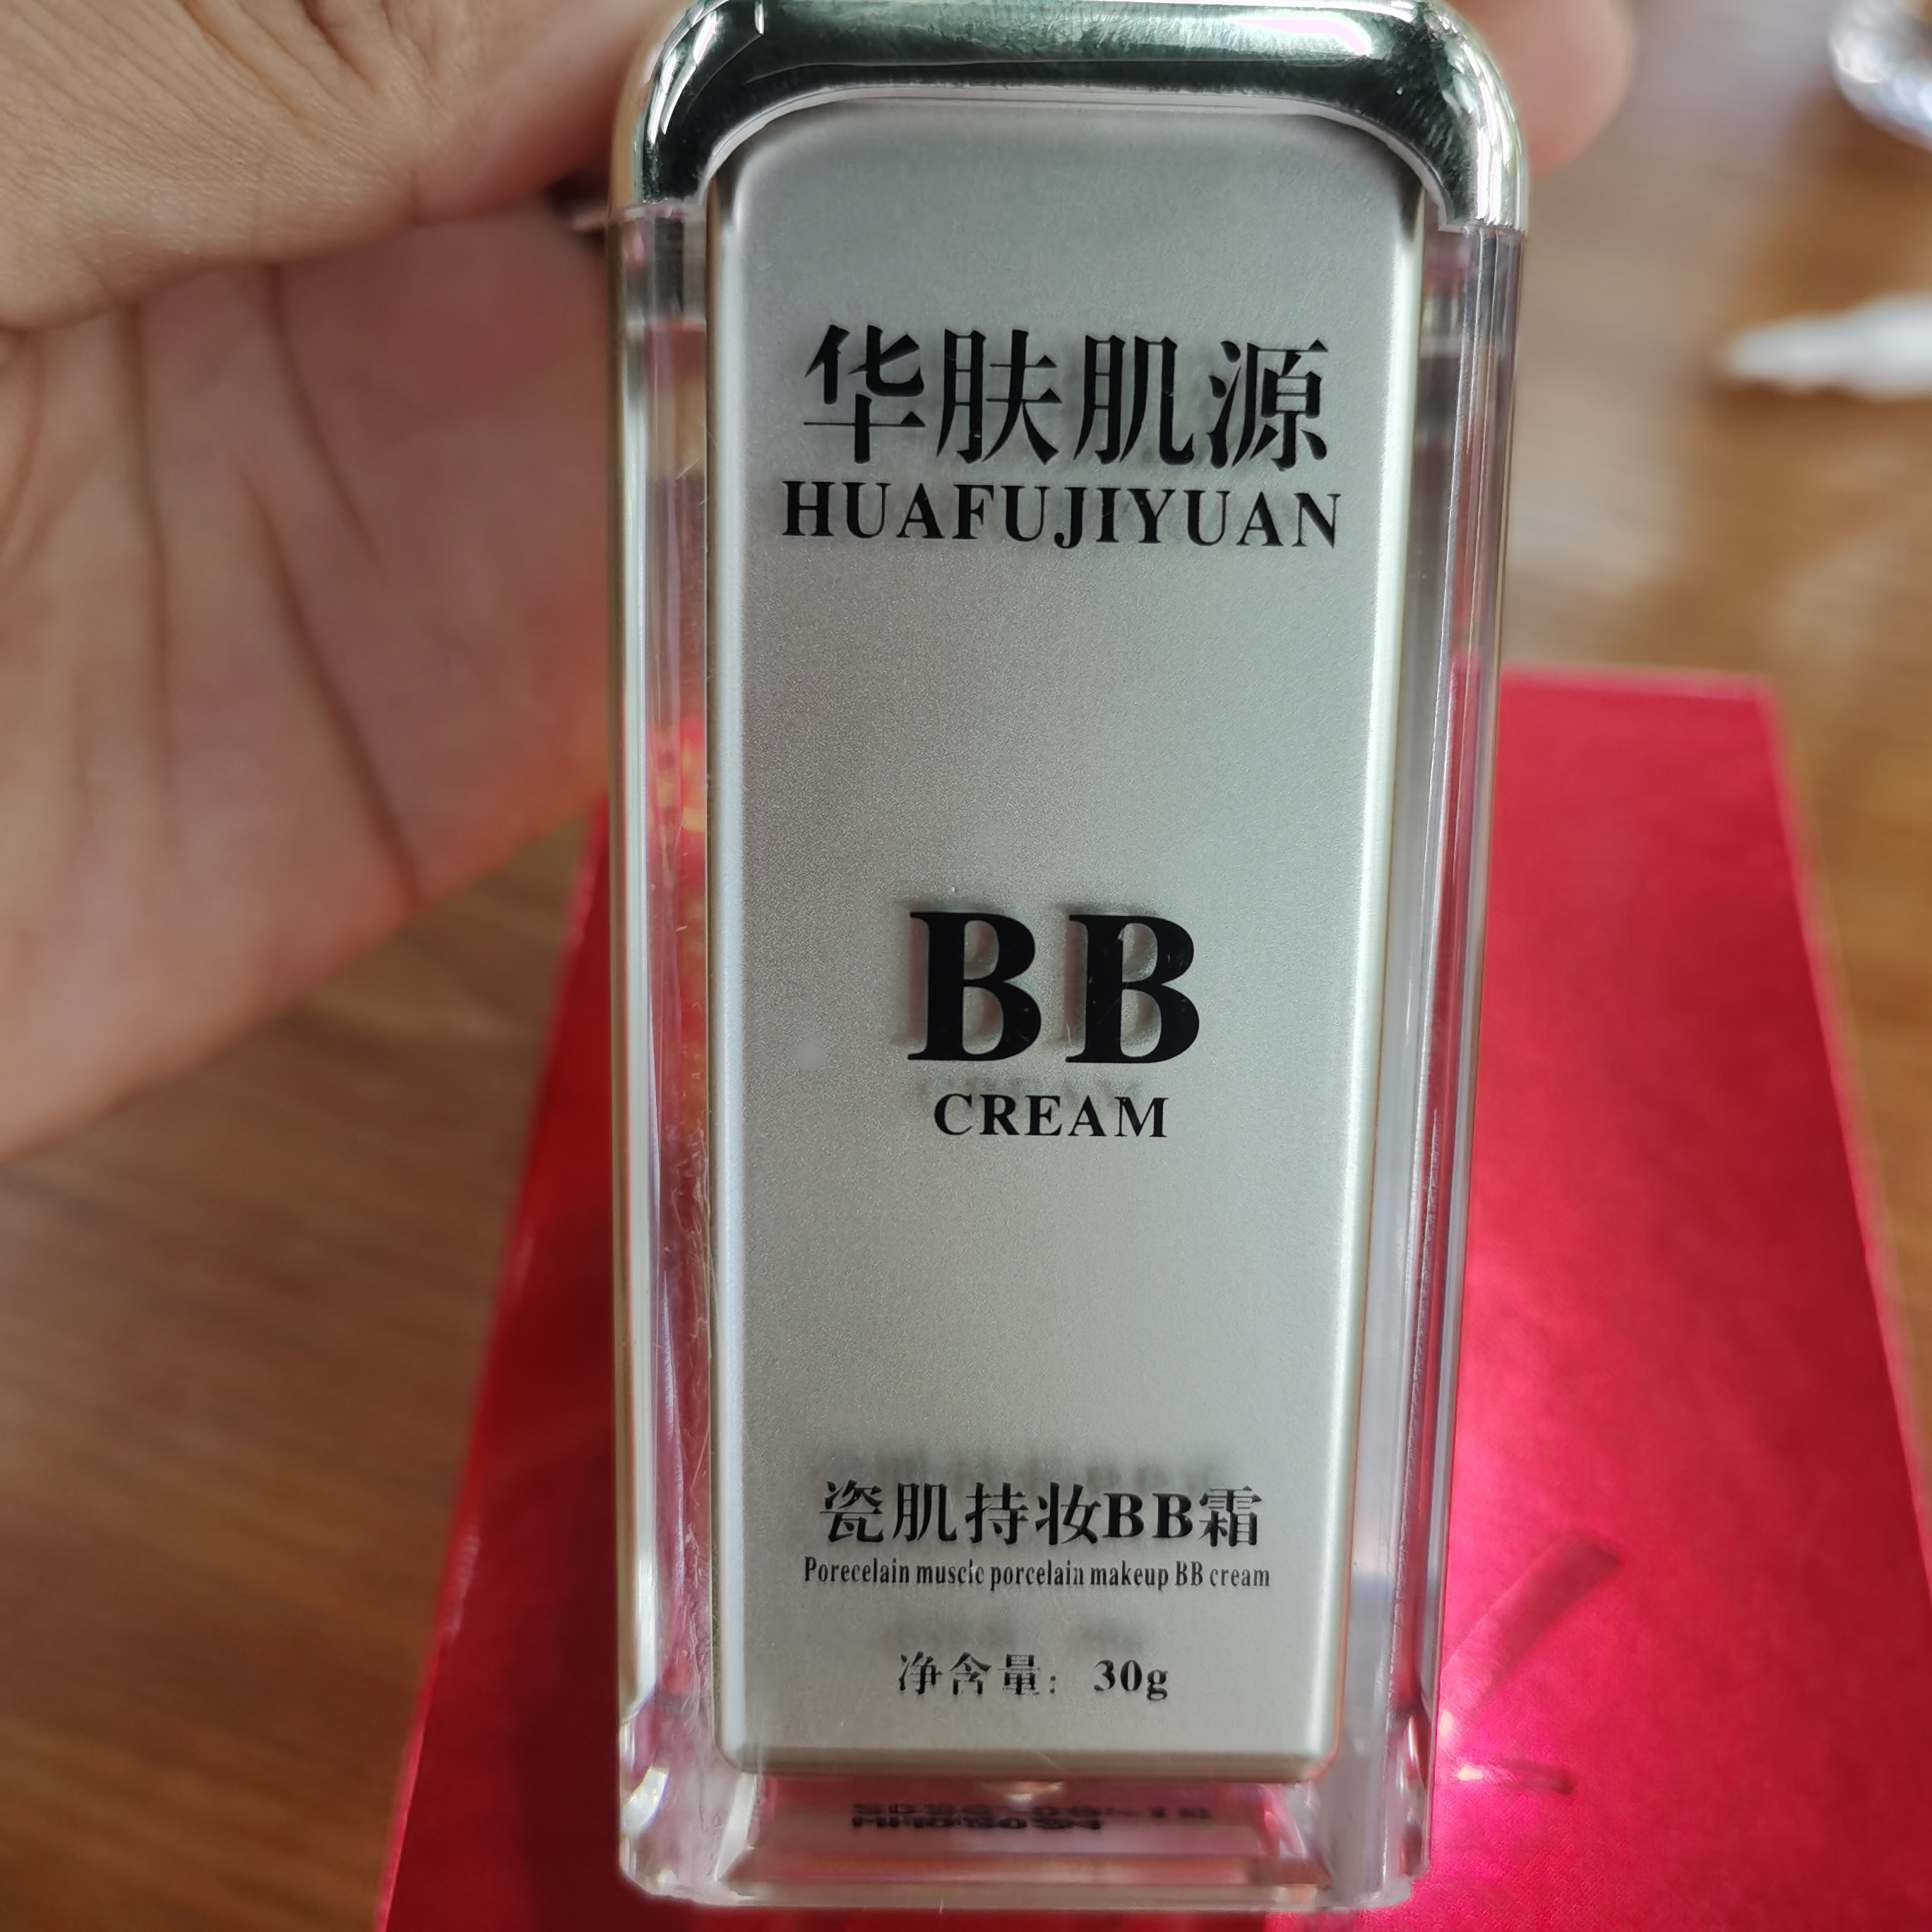 华肤肌源
HUAFUJIYUAN
BB
CREAM
瓷肌持妆BB霜
Porecelain muscle porcelain makeup BB cream
净含量：30g